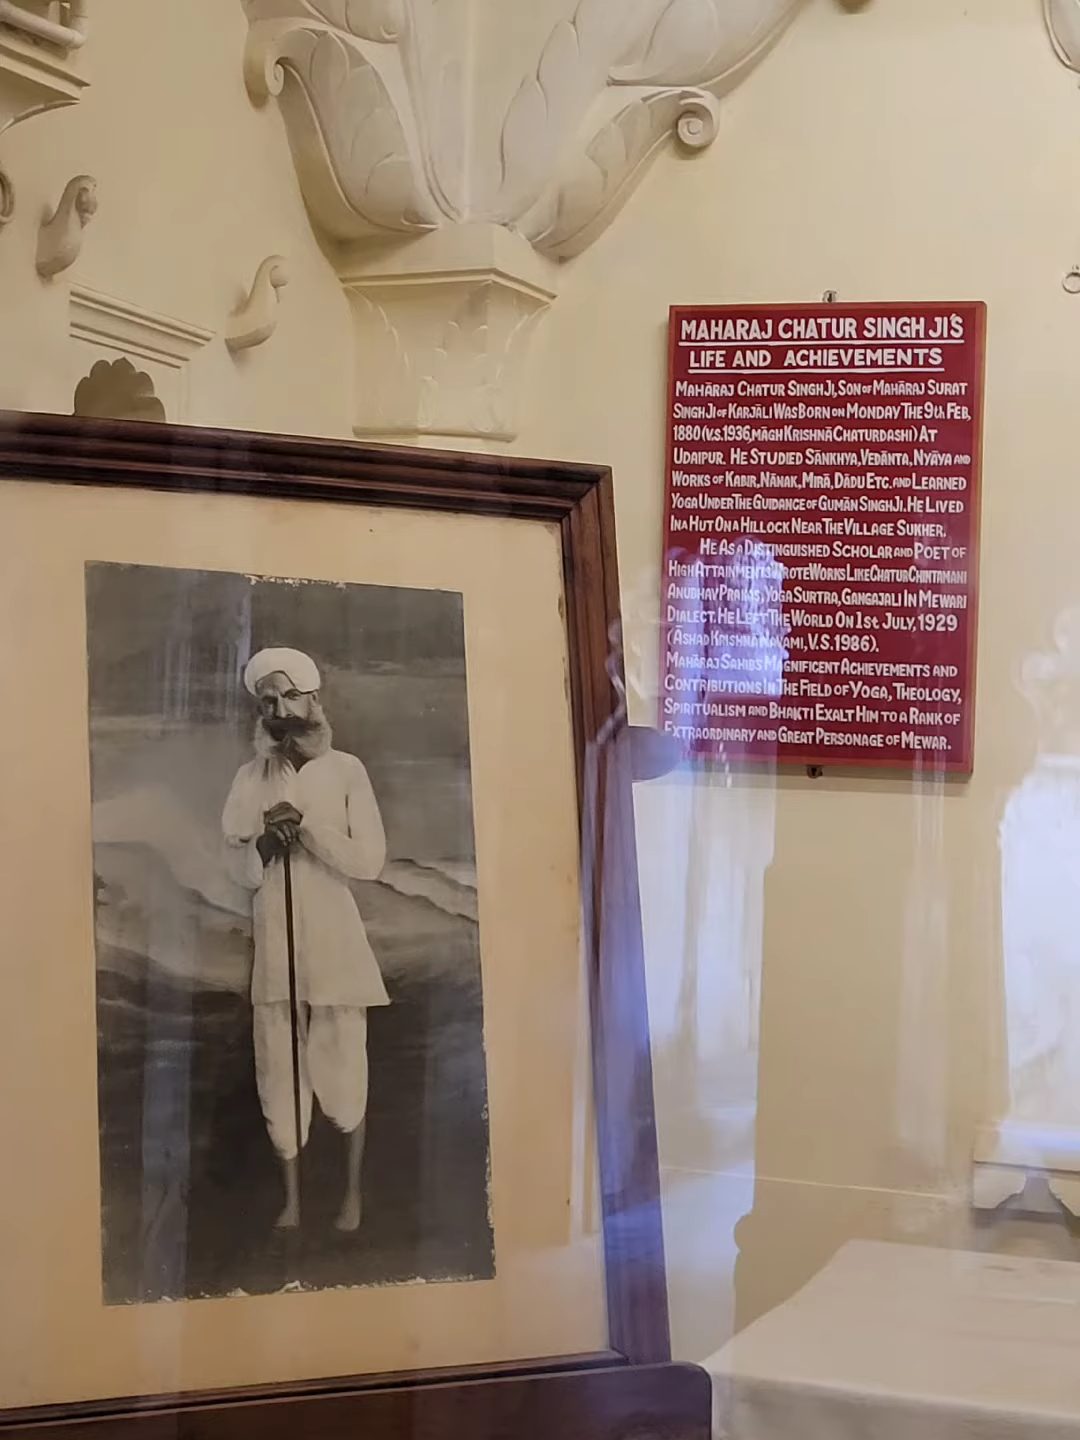 MAHARAJ CHATUR SINGH JI'S
LIFE AND ACHIEVEMENTS
MAHĀRAJ CHATUR SINGH JI, SON OF MAHĀRAJ SURAT
SINGH JI OF KARJĀLI WAS BORN ON MONDAY THE 9th FEB,
1880 (V.S. 1936, MĀGH KRISHNĀ CHATURDASHI) AT
UDAIPUR. HE STUDIED SĀNKHYA, VEDĀNTA, NYĀYA AND
WORKS OF KABIR, NĀNAK, MIRĀ, DĀDU ETC. AND LEARNED
YOGA UNDER THE GUIDANCE OF GUMĀN SINGH JI. HE LIVED
IN A HUT ON A HILLOCK NEAR THE VILLAGE SUKHER.
HE AS A DISTINGUISHED SCHOLAR AND POET OF
HIGH ATTAINMENTS WROTE WORKS LIKE CHATUR CHINTAMANI
ANUBHAV PRAKAS, YOGA SURTRA, GANGAJALI IN MEWARI
DIALECT. HE LEFT THE WORLD ON 1st JULY, 1929
(ĀSHAD KRISHNĀ NAVAMI, V.S. 1986).
MAHĀRAJ SAHIB'S MAGNIFICENT ACHIEVEMENTS AND
CONTRIBUTIONS IN THE FIELD OF YOGA, THEOLOGY,
SPIRITUALISM AND BHAKTI EXALT HIM TO A RANK OF
EXTRAORDINARY AND GREAT PERSONAGE OF MEWAR.